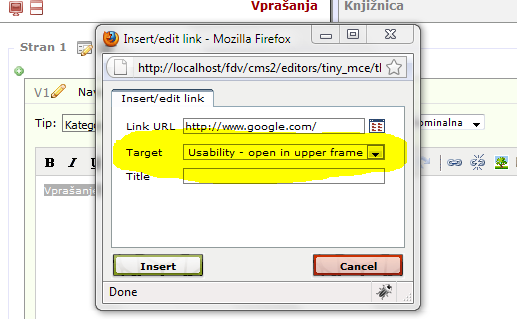 Vprašanja
Knjižnica
Stran 1
Insert/edit link - Mozilla Firefox
http://localhost/fdv/cms2/editors/tiny_mce/tl
Insert/edit link
V1
Nav
Link URL
http://www.google.com/
Tip:
Katego
ominalna
Target
Usability - open in upper frame
B I U
Title
Vprašanje
Insert
Cancel
Done